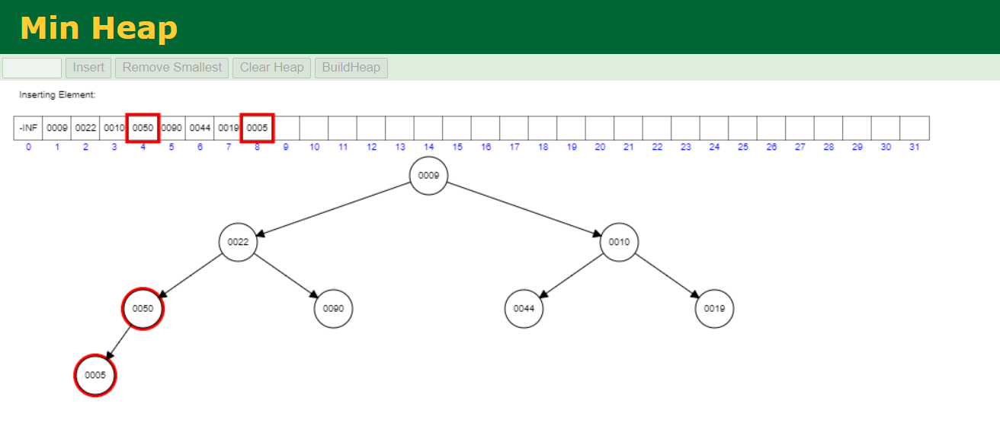 Min Heap
Insert Remove Smallest Clear Heap BuildHeap
Inserting Element:
-INF 0009 0022 0010 0050 0090 0044 0019 0005
0 1 2 3 4 5 6 7 8 9 10 11 12 13 14 15 16 17 18 19 20 21 22 23 24 25 26 27 28 29 30 31
0009
0022 0010
0050 0090 0044 0019
0005